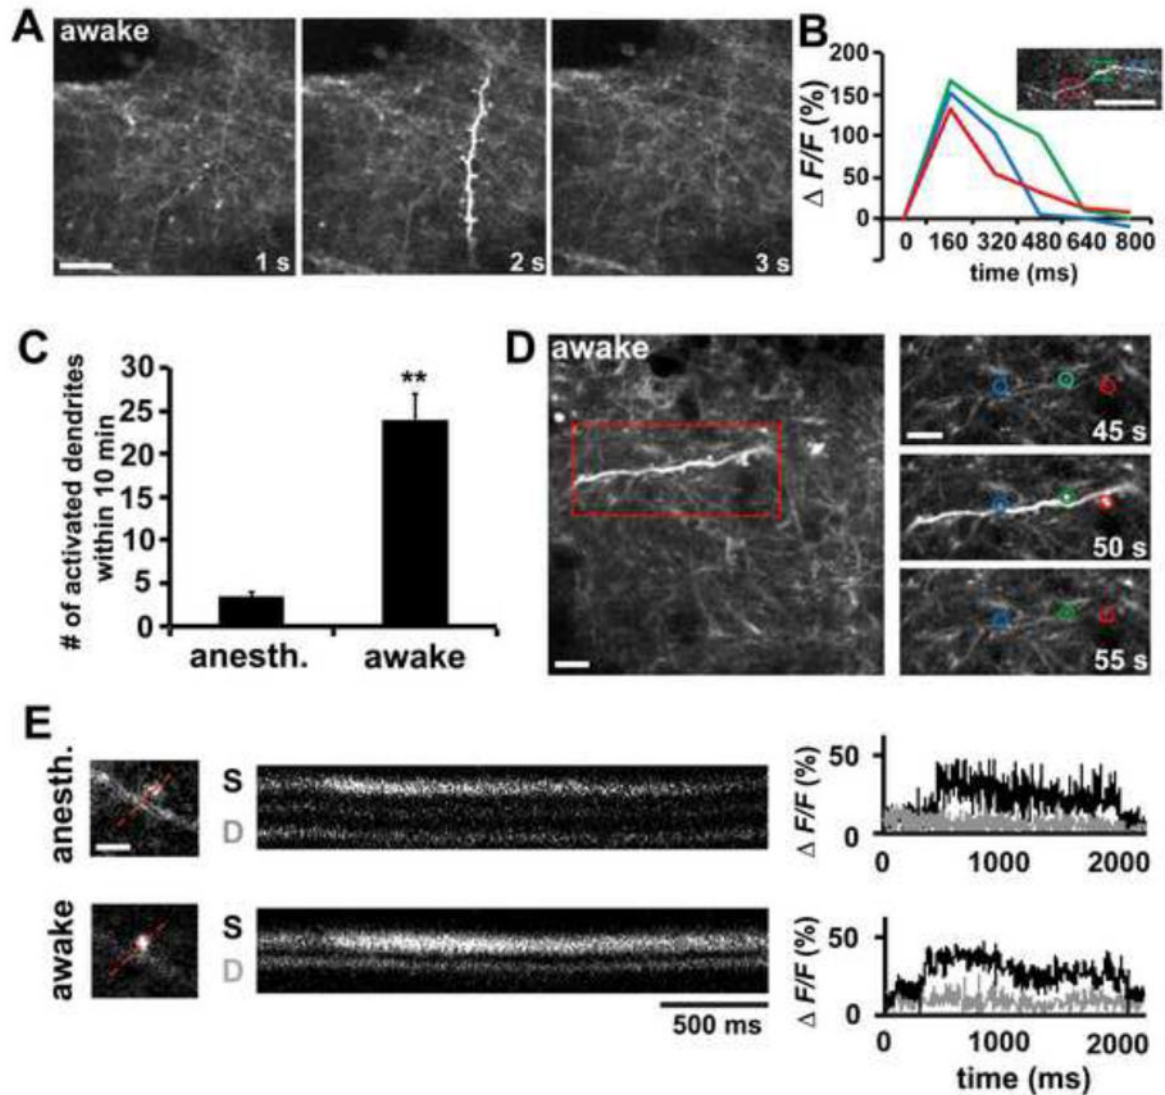 A
awake
1 s
2 s
3 s
B
200
150
100
50
0
Δ F/F (%)
0 160 320 480 640 800
time (ms)
C
# of activated dendrites
within 10 min
30
25
20
15
10
5
0
**
anesth. awake
D
awake
45 s
50 s
55 s
E
anesth.
S
D
Δ F/F (%)
50
0
0 1000 2000
awake
S
D
500 ms
Δ F/F (%)
50
0
0 1000 2000
time (ms)